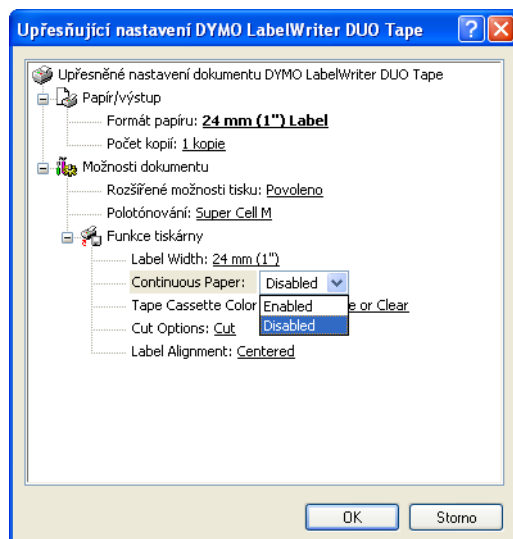 Upřesňující nastavení DYMO LabelWriter DUO Tape
Upřesněné nastavení dokumentu DYMO LabelWriter DUO Tape
Papír/výstup
Formát papíru: 24 mm (1") Label
Počet kopií: 1 kopie
Možnosti dokumentu
Rozšířené možnosti tisku: Povoleno
Polotónování: Super Cell M
Funkce tiskárny
Label Width: 24 mm (1")
Continuous Paper: Disabled
Enabled
Tape Cassette Color or Clear
Disabled
Cut Options: Cut
Label Alignment: Centered
OK Storno